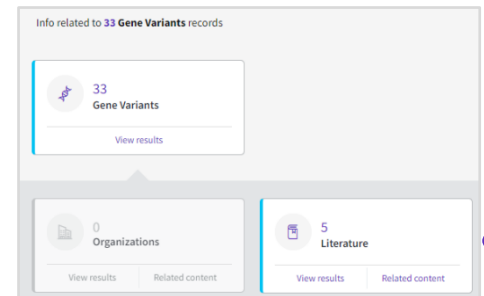 Info related to 33 Gene Variants records
33
Gene Variants
View results
0
Organizations
View results Related content
5
Literature
View results Related content